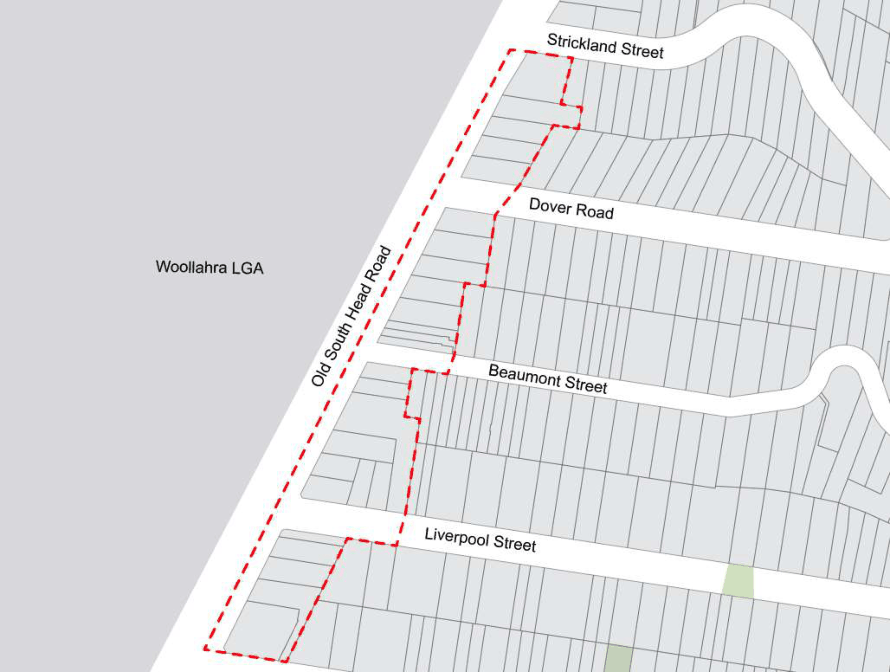 Strickland Street
Dover Road
Woollahra LGA
Old South Head Road
Beaumont Street
Liverpool Street